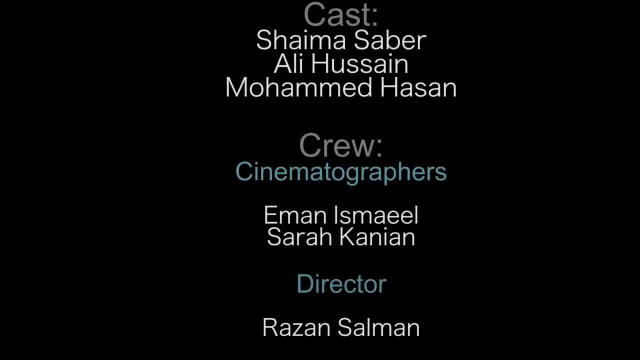 Cast:
Shaima Saber
Ali Hussain
Mohammed Hasan
Crew:
Cinematographers
Eman Ismaeel
Sarah Kanian
Director
Razan Salman